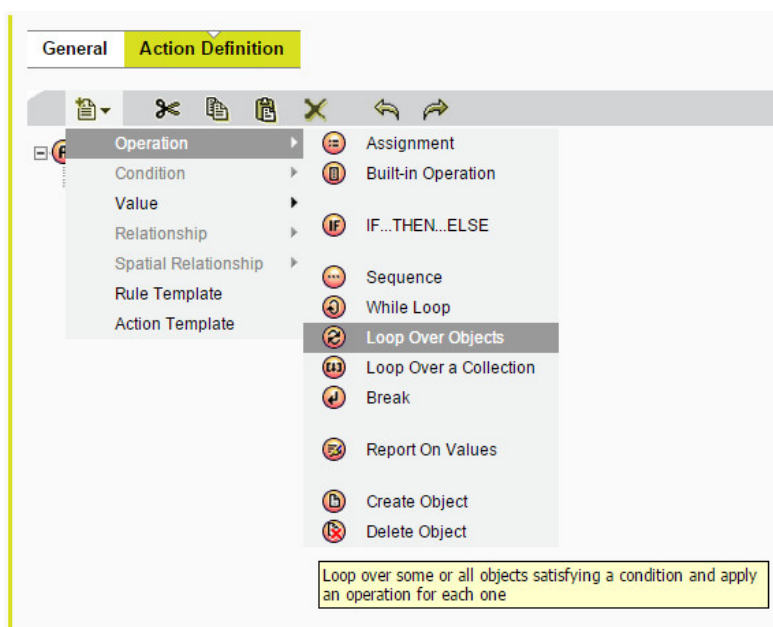 General
Action Definition
Operation
Condition
Value
Relationship
Spatial Relationship
Rule Template
Action Template
Assignment
Built-in Operation
IF
IF...THEN...ELSE
Sequence
While Loop
Loop Over Objects
Loop Over a Collection
Break
Report On Values
Create Object
Delete Object
Loop over some or all objects satisfying a condition and apply
an operation for each one